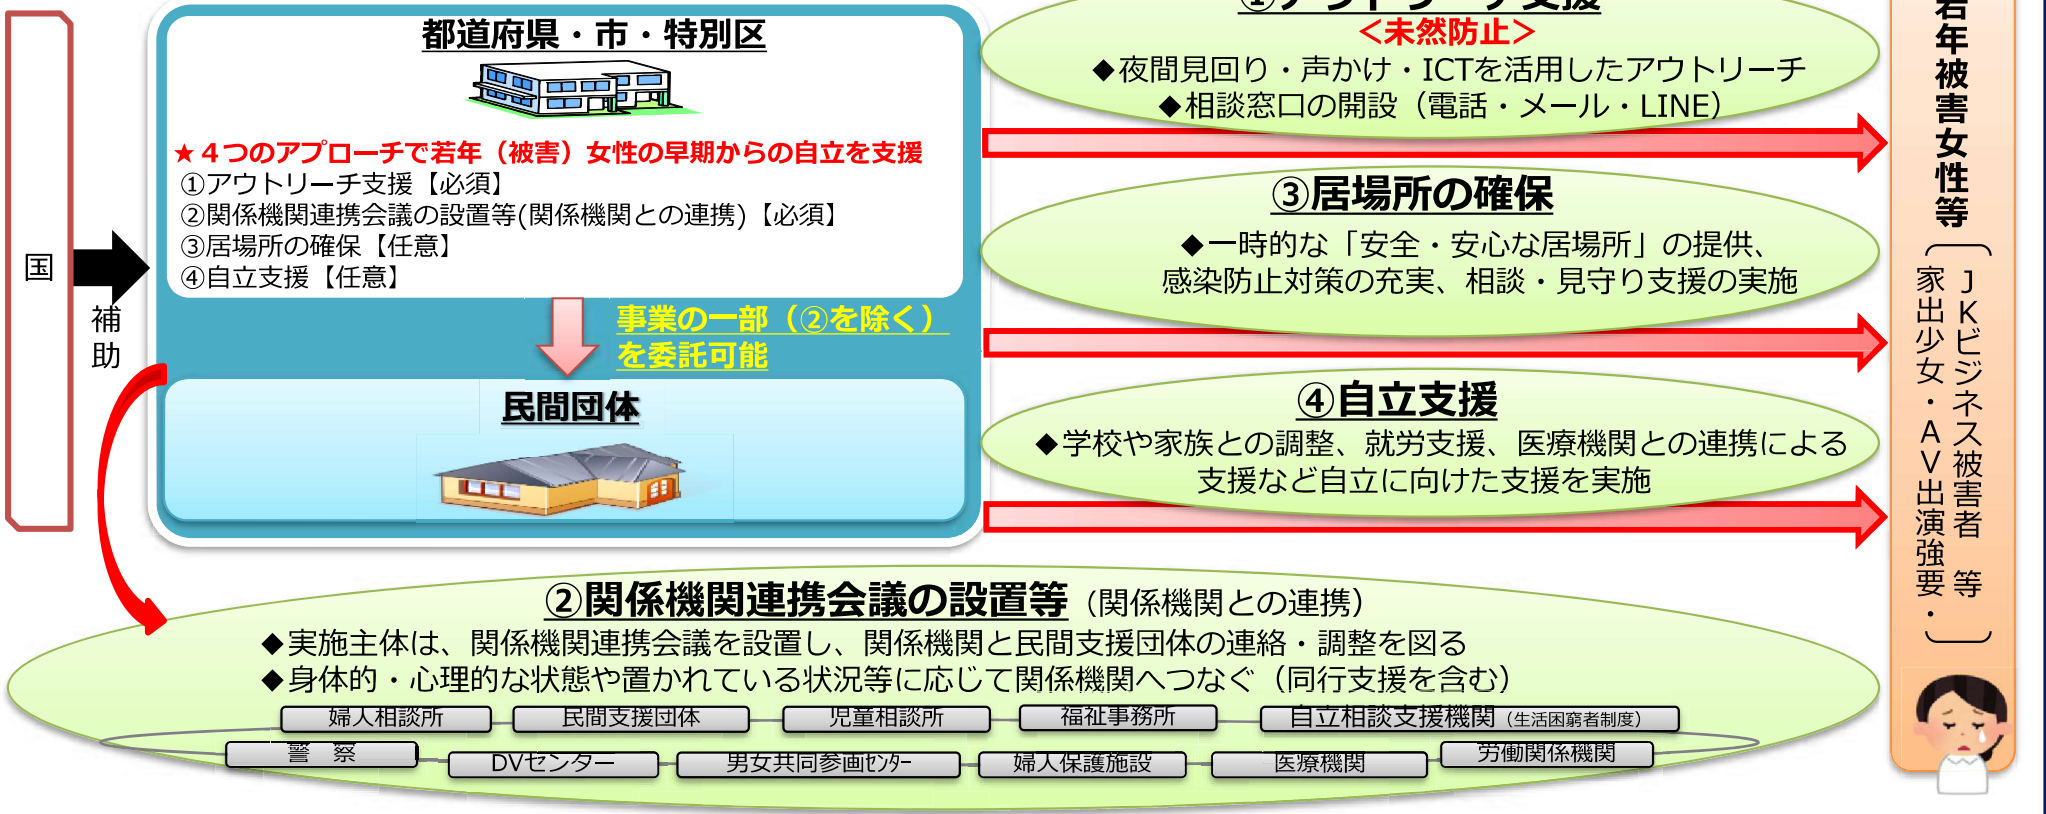 国
補助
都道府県・市・特別区
★４つのアプローチで若年（被害）女性の早期からの自立を支援
①アウトリーチ支援【必須】
②関係機関連携会議の設置等(関係機関との連携)【必須】
③居場所の確保【任意】
④自立支援【任意】
事業の一部（②を除く）
を委託可能
民間団体
①アウトリーチ支援
＜未然防止＞
◆夜間見回り・声かけ・ICTを活用したアウトリーチ
◆相談窓口の開設（電話・メール・LINE）
③居場所の確保
◆一時的な「安全・安心な居場所」の提供、
感染防止対策の充実、相談・見守り支援の実施
④自立支援
◆学校や家族との調整、就労支援、医療機関との連携による
支援など自立に向けた支援を実施
若年被害女性等
ＪＫビジネス被害者　等
家出少女・ＡＶ出演強要・
②関係機関連携会議の設置等（関係機関との連携）
◆実施主体は、関係機関連携会議を設置し、関係機関と民間支援団体の連絡・調整を図る
◆身体的・心理的な状態や置かれている状況等に応じて関係機関へつなぐ（同行支援を含む）
婦人相談所
民間支援団体
児童相談所
福祉事務所
自立相談支援機関（生活困窮者制度）
警　察
DVセンター
男女共同参画ｾﾝﾀｰ
婦人保護施設
医療機関
労働関係機関